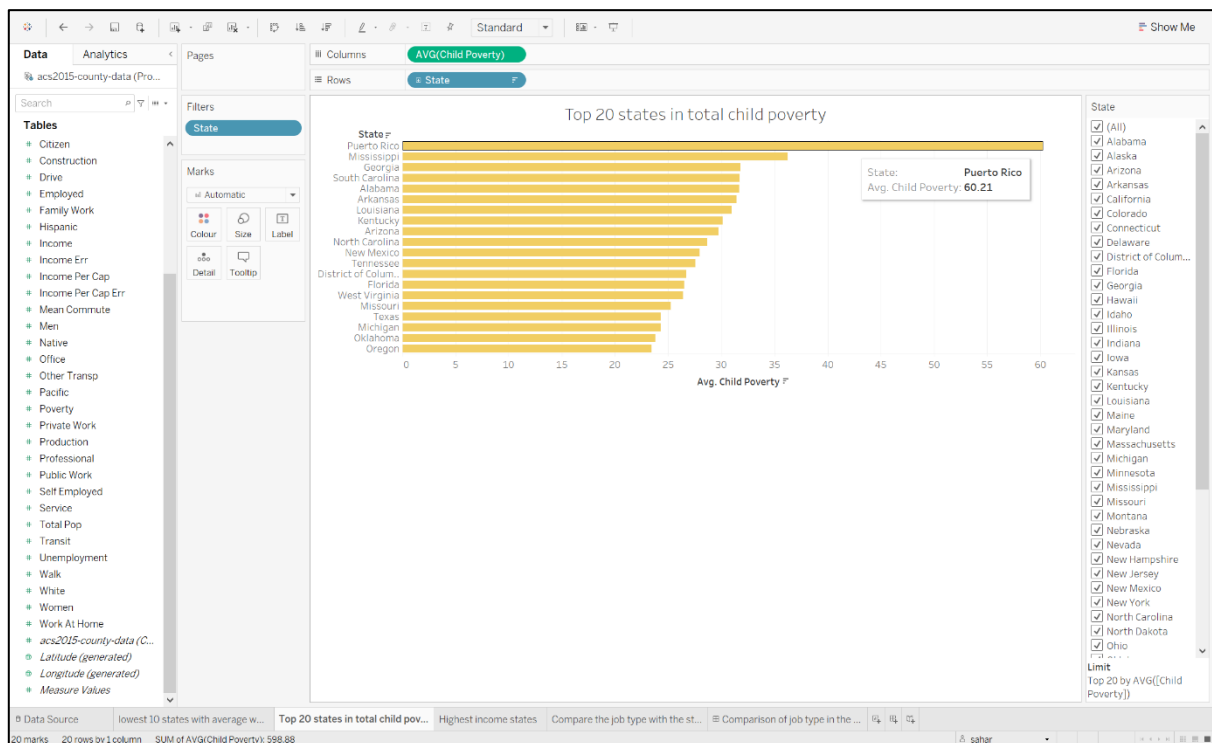 Standard
Show Me
Data
Analytics
Pages
Columns
AVG(Child Poverty)
acs2015-county-data (Pro...
Rows
State
Search
Tables
Citizen
Construction
Drive
Employed
Family Work
Hispanic
Income
Income Err
Income Per Cap
Income Per Cap Err
Mean Commute
Men
Native
Office
Other Transp
Pacific
Poverty
Private Work
Production
Professional
Public Work
Self Employed
Service
Total Pop
Transit
Unemployment
Walk
White
Women
Work At Home
acs2015-county-data (C...
Latitude (generated)
Longitude (generated)
Measure Values
Filters
State
Marks
Automatic
Colour Size Label
Detail Tooltip
Top 20 states in total child poverty
State
Puerto Rico
Mississippi
Georgia
South Carolina
Alabama
Arkansas
Louisiana
Kentucky
Arizona
North Carolina
New Mexico
Tennessee
District of Colum..
Florida
West Virginia
Missouri
Texas
Michigan
Oklahoma
Oregon
State: Puerto Rico
Avg. Child Poverty: 60.21
0 5 10 15 20 25 30 35 40 45 50 55 60
Avg. Child Poverty
State
(All)
Alabama
Alaska
Arizona
Arkansas
California
Colorado
Connecticut
Delaware
District of Colum...
Florida
Georgia
Hawaii
Idaho
Illinois
Indiana
Iowa
Kansas
Kentucky
Louisiana
Maine
Maryland
Massachusetts
Michigan
Minnesota
Mississippi
Missouri
Montana
Nebraska
Nevada
New Hampshire
New Jersey
New Mexico
New York
North Carolina
North Dakota
Ohio
Limit
Top 20 by AVG([Child
Poverty])
Data Source
lowest 10 states with average w...
Top 20 states in total child pov...
Highest income states
Compare the job type with the st...
Comparison of job type in the ...
20 marks 20 rows by 1 column SUM of AVG(Child Poverty): 598.88
sahar